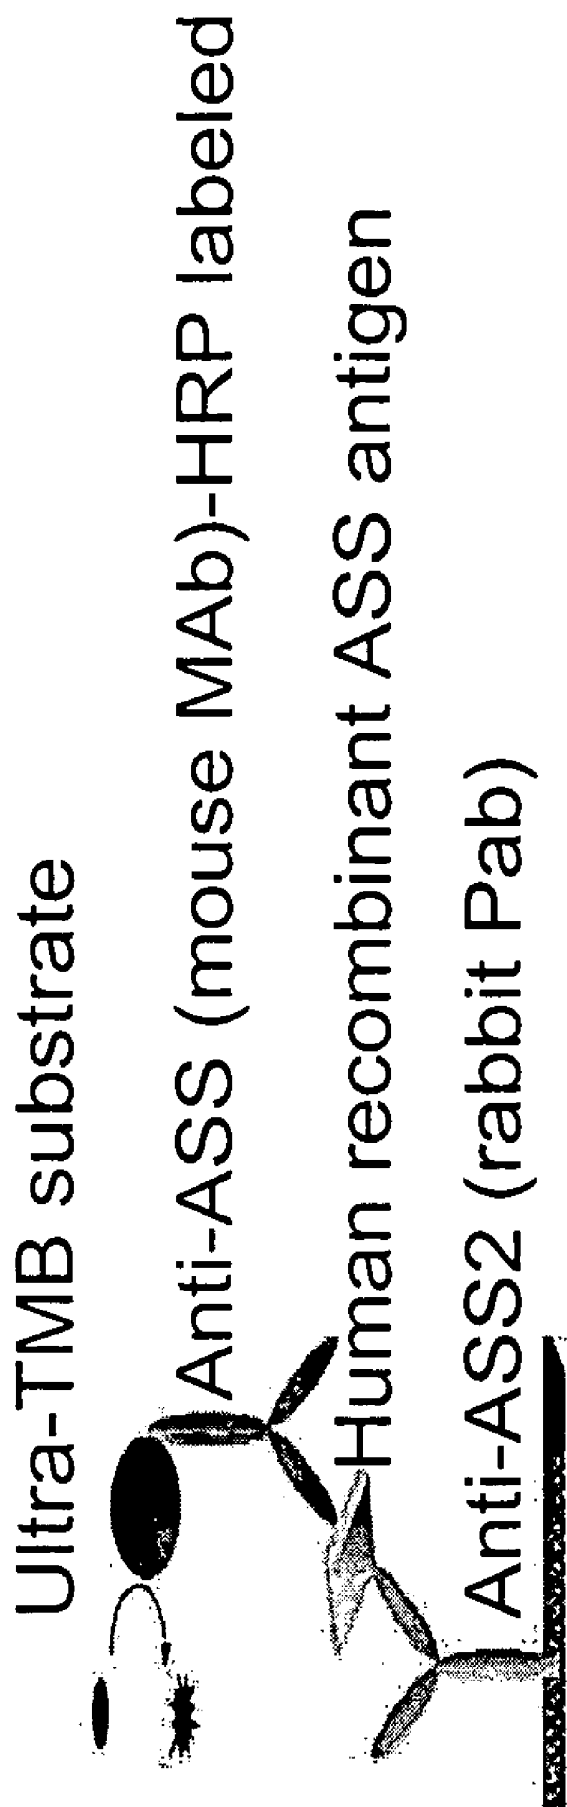 Ultra-TMB substrate
Anti-ASS (mouse MAb)-HRP labeled
Human recombinant ASS antigen
Anti-ASS2 (rabbit Pab)